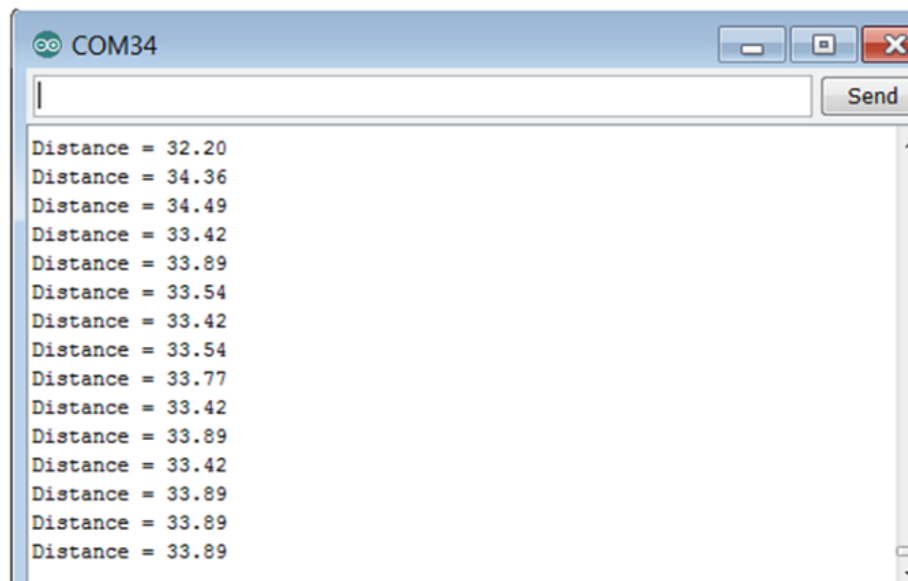 COM34
Send
Distance = 32.20
Distance = 34.36
Distance = 34.49
Distance = 33.42
Distance = 33.89
Distance = 33.54
Distance = 33.42
Distance = 33.54
Distance = 33.77
Distance = 33.42
Distance = 33.89
Distance = 33.42
Distance = 33.89
Distance = 33.89
Distance = 33.89